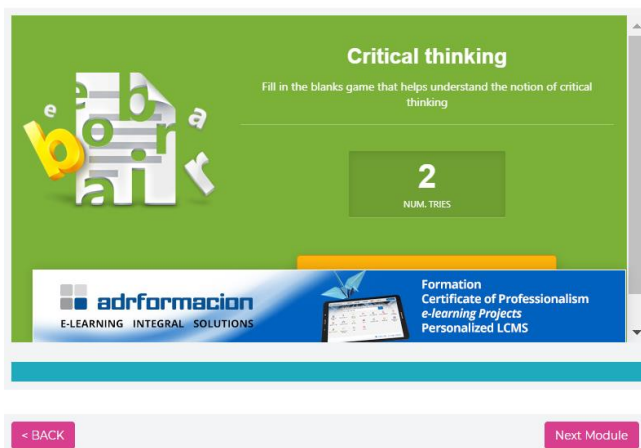 Critical thinking
Fill in the blanks game that helps understand the notion of critical
thinking
2
NUM. TRIES
adrformacion
E-LEARNING INTEGRAL SOLUTIONS
Formation
Certificate of Professionalism
e-learning Projects
Personalized LCMS
< BACK
Next Module